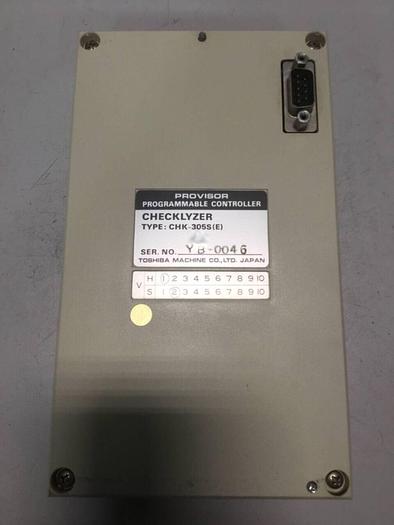 PROVISOR
PROGRAMMABLE CONTROLLER
CHECKLYZER
TYPE: CHK-305S(E)
SER. NO. YB-0046
TOSHIBA MACHINE CO., LTD. JAPAN
V H 1 2 3 4 5 6 7 8 9 10
S 1 2 3 4 5 6 7 8 9 10